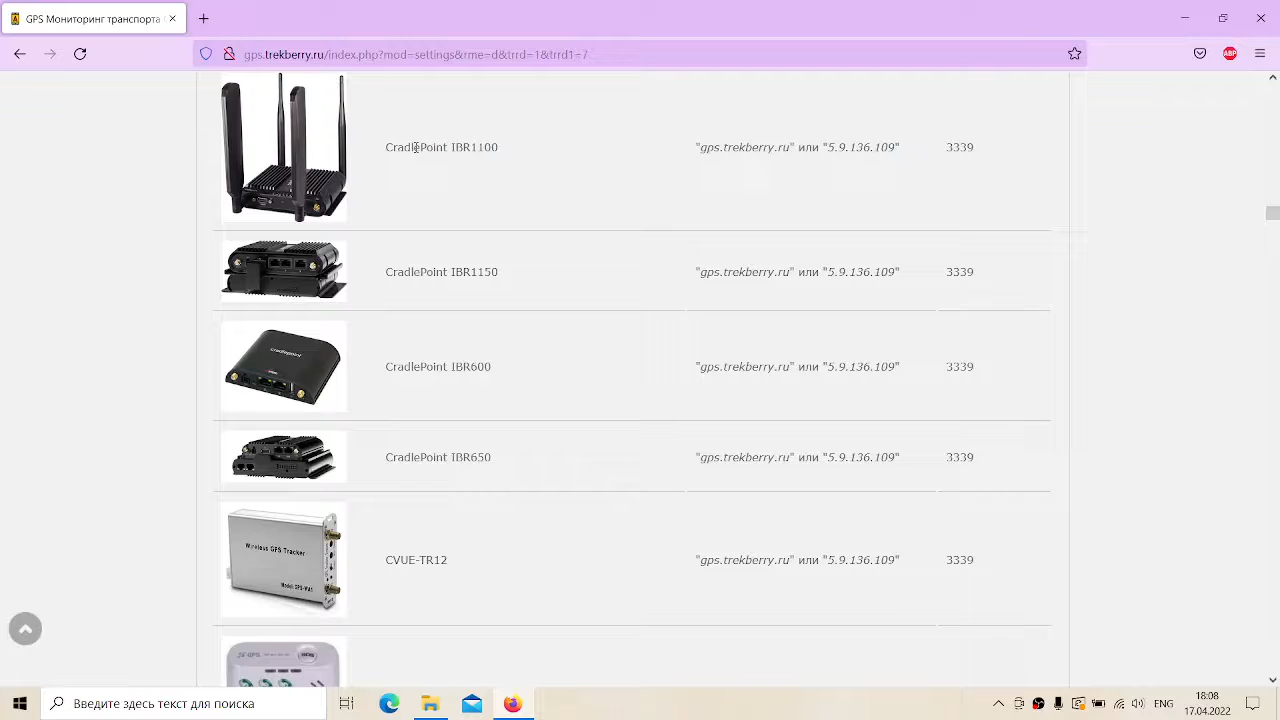 GPS Мониторинг транспорта
gps.trekberry.ru/index.php?mod=settings&rme=d&trrd=1&trrd1=7
ABP
CradlePoint IBR1100 "gps.trekberry.ru" или "5.9.136.109" 3339
CradlePoint IBR1150 "gps.trekberry.ru" или "5.9.136.109" 3339
cradlepoint
CradlePoint IBR600 "gps.trekberry.ru" или "5.9.136.109" 3339
CradlePoint IBR650 "gps.trekberry.ru" или "5.9.136.109" 3339
Wireless GPS Tracker
CVUE-TR12 "gps.trekberry.ru" или "5.9.136.109" 3339
Введите здесь текст для поиска
ENG
18:08
17.04.2022